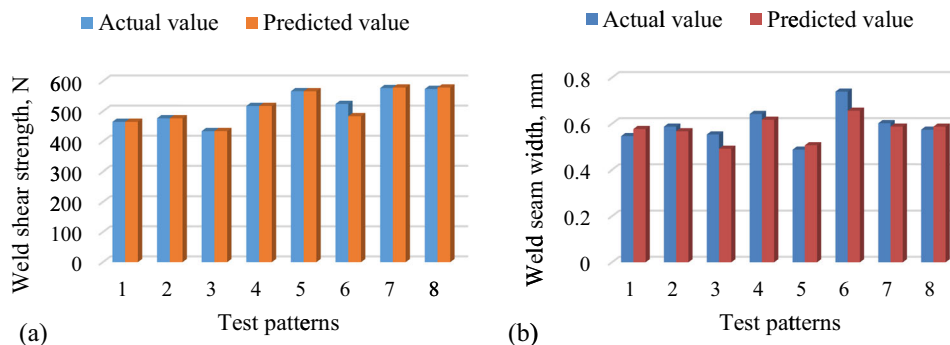 Actual value Predicted value
Weld shear strength, N
600
500
400
300
200
100
0
1 2 3 4 5 6 7 8
Test patterns
(a)
Actual value Predicted value
Weld seam width, mm
0.8
0.6
0.4
0.2
0
1 2 3 4 5 6 7 8
Test patterns
(b)